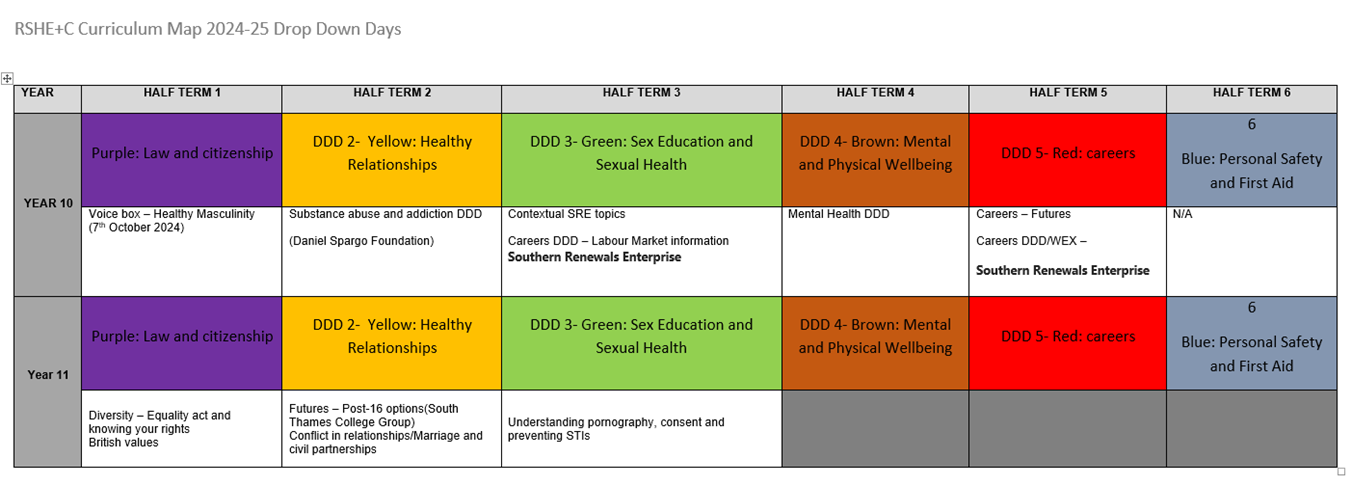 RSHE+C Curriculum Map 2024-25 Drop Down Days
YEAR
HALF TERM 1
HALF TERM 2
HALF TERM 3
HALF TERM 4
HALF TERM 5
HALF TERM 6
YEAR 10
Purple: Law and citizenship
DDD 2-  Yellow: Healthy
Relationships
DDD 3- Green: Sex Education and
Sexual Health
DDD 4- Brown: Mental
and Physical Wellbeing
DDD 5- Red: careers
6
Blue: Personal Safety
and First Aid
Voice box – Healthy Masculinity
(7th October 2024)
Substance abuse and addiction DDD
(Daniel Spargo Foundation)
Contextual SRE topics
Careers DDD – Labour Market information
Southern Renewals Enterprise
Mental Health DDD
Careers – Futures
Careers DDD/WEX –
Southern Renewals Enterprise
N/A
Year 11
Purple: Law and citizenship
DDD 2-  Yellow: Healthy
Relationships
DDD 3- Green: Sex Education and
Sexual Health
DDD 4- Brown: Mental
and Physical Wellbeing
DDD 5- Red: careers
6
Blue: Personal Safety
and First Aid
Diversity – Equality act and
knowing your rights
British values
Futures – Post-16 options(South
Thames College Group)
Conflict in relationships/Marriage and
civil partnerships
Understanding pornography, consent and
preventing STIs